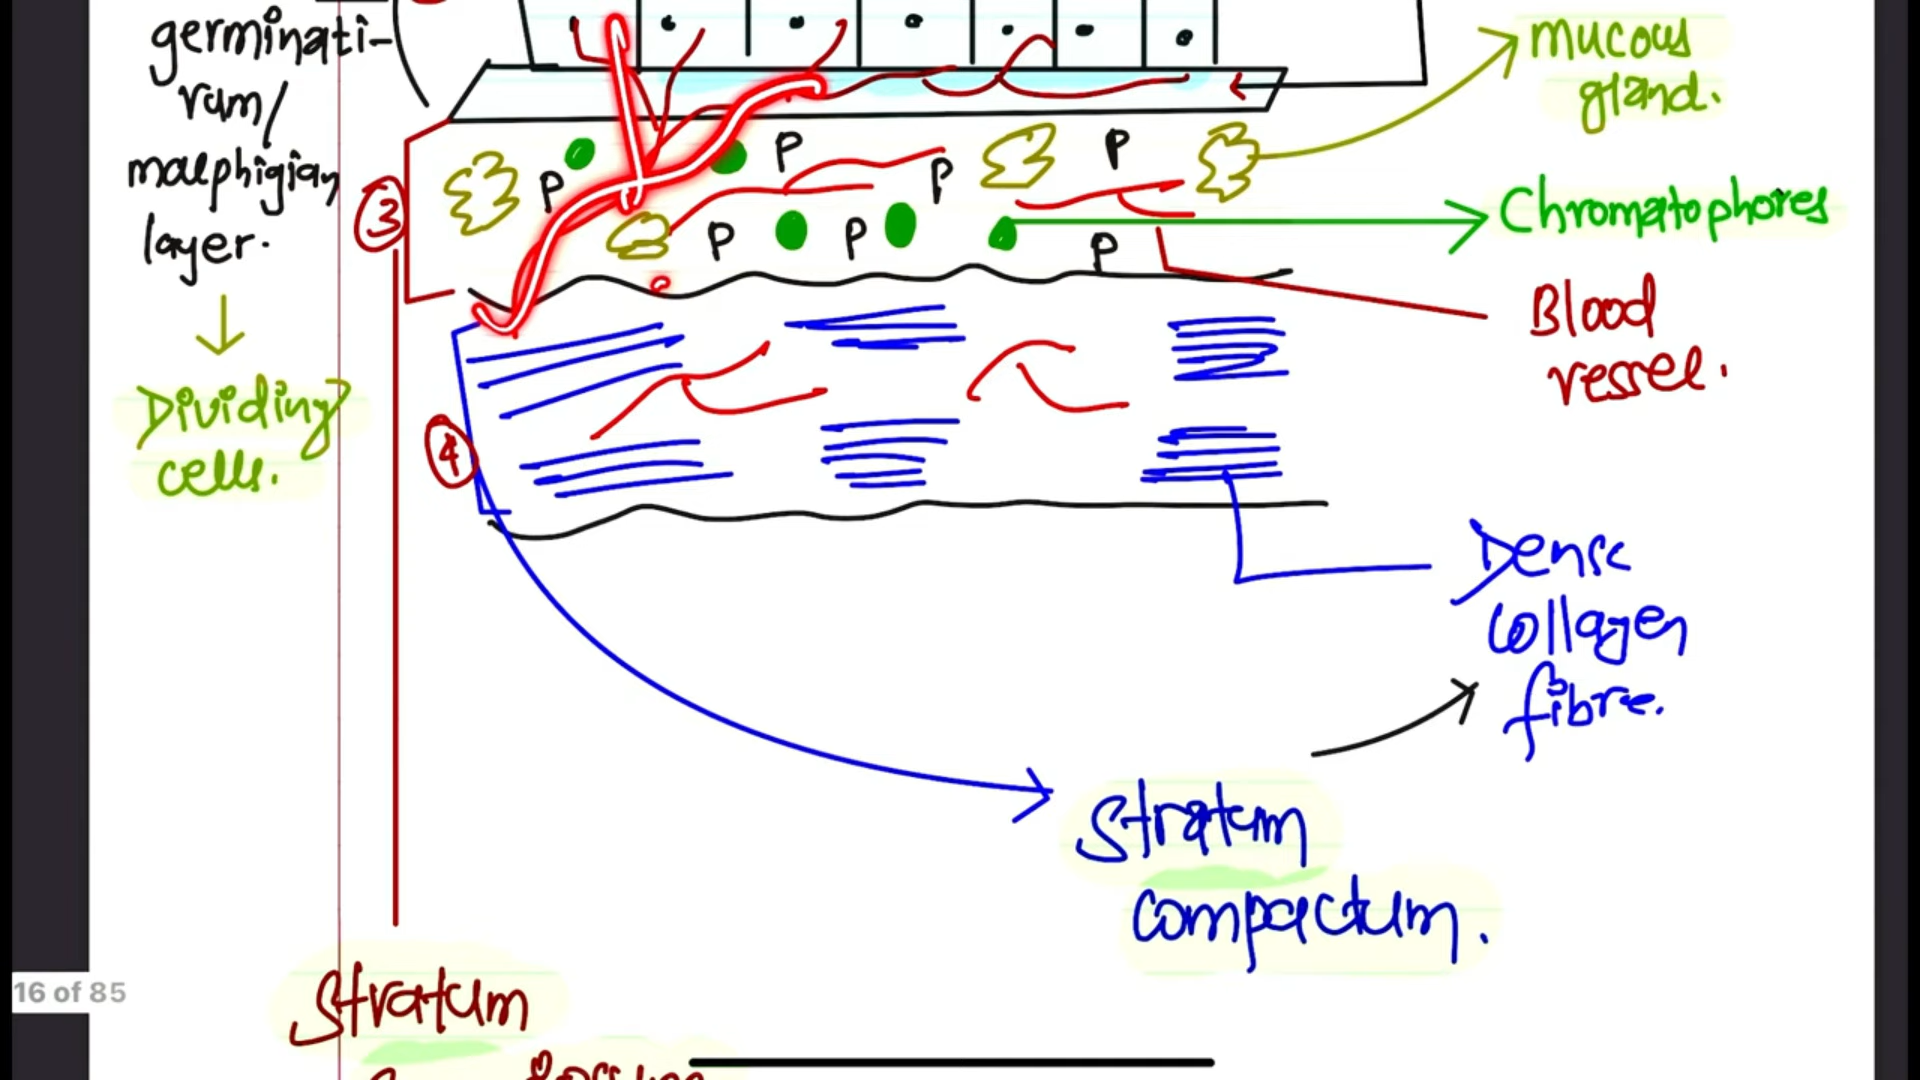 germinati-
rum/
malphigian
layer.
Dividing
cells.
3
4
P
P
P
P
P
P
P
mucous
gland.
Chromatophores
Blood
vessel.
Dense
collagen
fibre.
Stratum
compactum.
16 of 85
Stratum